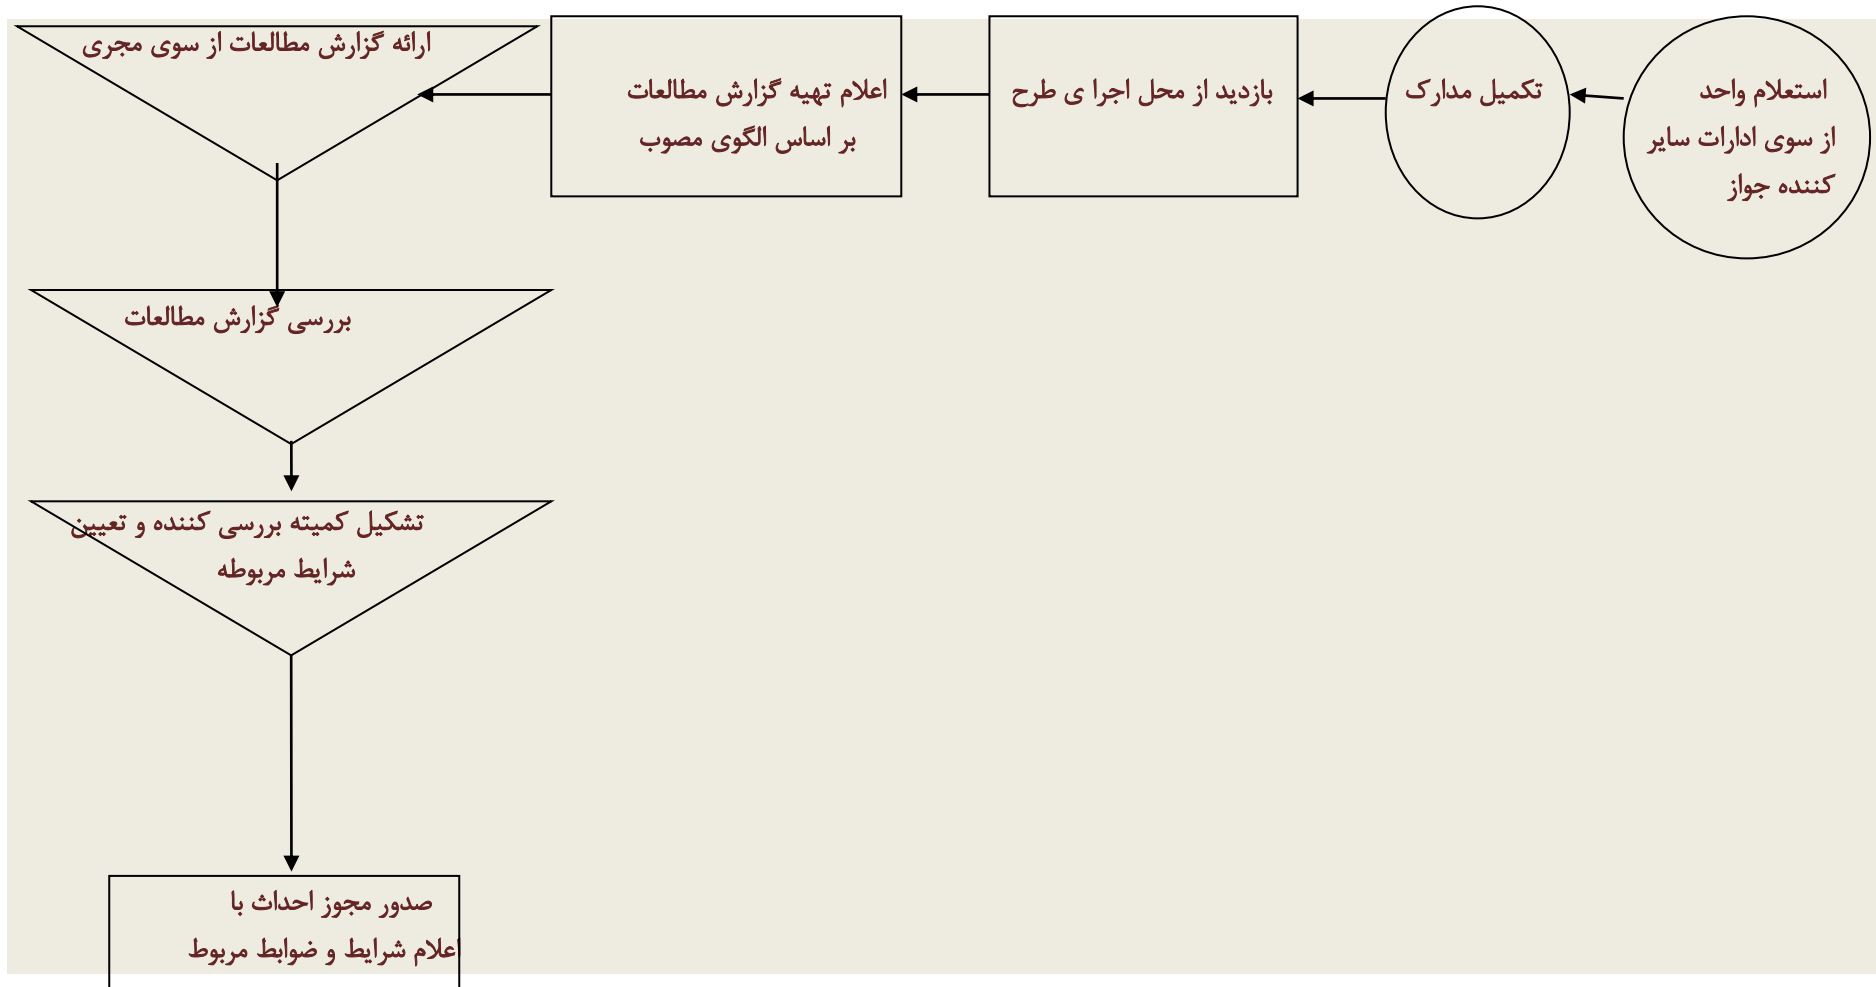 استعلام واحد
از سوی ادارات سایر
کننده جواز
تکمیل مدارک
بازدید از محل اجرا ی طرح
اعلام تهیه گزارش مطالعات
بر اساس الگوی مصوب
ارائه گزارش مطالعات از سوی مجری
بررسی گزارش مطالعات
تشکیل کمیته بررسی کننده و تعیین
شرایط مربوطه
صدور مجوز احداث با
اعلام شرایط و ضوابط مربوط